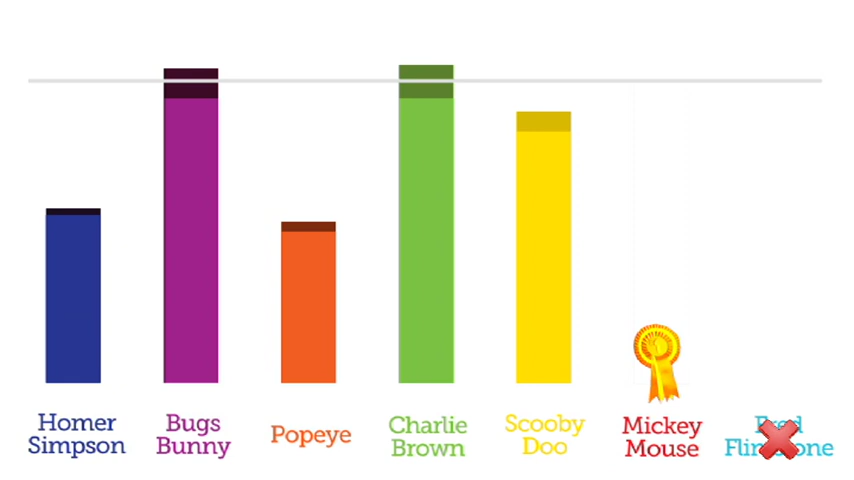 Homer
Simpson
Bugs
Bunny
Popeye
Charlie
Brown
Scooby
Doo
Mickey
Mouse